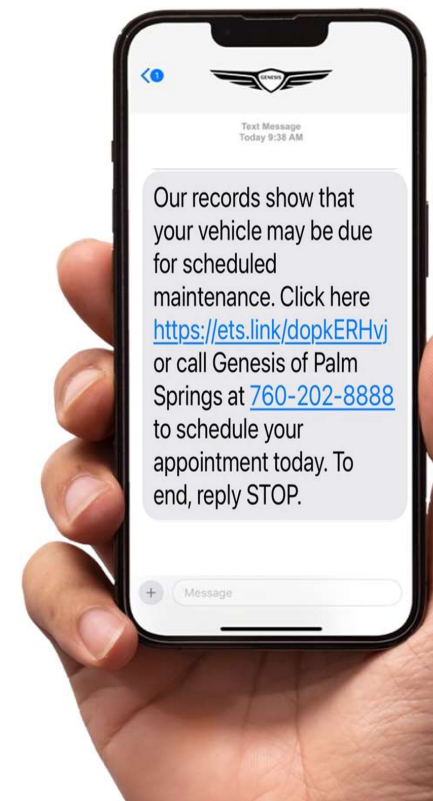 1
GENESIS
Text Message
Today 9:38 AM
Our records show that
your vehicle may be due
for scheduled
maintenance. Click here
https://ets.link/dopkERHvj
or call Genesis of Palm
Springs at 760-202-8888
to schedule your
appointment today. To
end, reply STOP.
+ Message